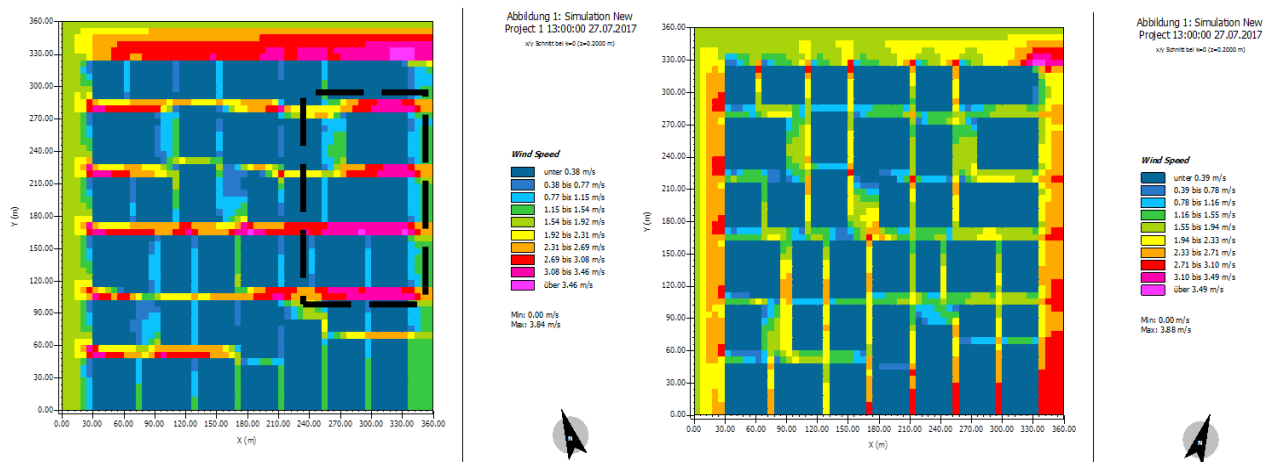 Abbildung 1: Simulation New
Project 1 13:00:00 27.07.2017
x/y Schnitt bei k=0 (z=0.2000 m)
360.00
330.00
300.00
270.00
240.00
210.00
180.00
150.00
120.00
90.00
60.00
30.00
0.00
Y (m)
0.00 30.00 60.00 90.00 120.00 150.00 180.00 210.00 240.00 270.00 300.00 330.00 360.00
X (m)
Wind Speed
unter 0.38 m/s
0.38 bis 0.77 m/s
0.77 bis 1.15 m/s
1.15 bis 1.54 m/s
1.54 bis 1.92 m/s
1.92 bis 2.31 m/s
2.31 bis 2.69 m/s
2.69 bis 3.08 m/s
3.08 bis 3.46 m/s
über 3.46 m/s
Min: 0.00 m/s
Max: 3.84 m/s
N
Abbildung 1: Simulation New
Project 13:00:00 27.07.2017
x/y Schnitt bei k=0 (z=0.2000 m)
360.00
330.00
300.00
270.00
240.00
210.00
180.00
150.00
120.00
90.00
60.00
30.00
0.00
Y (m)
0.00 30.00 60.00 90.00 120.00 150.00 180.00 210.00 240.00 270.00 300.00 330.00 360.00
X (m)
Wind Speed
unter 0.39 m/s
0.39 bis 0.78 m/s
0.78 bis 1.16 m/s
1.16 bis 1.55 m/s
1.55 bis 1.94 m/s
1.94 bis 2.33 m/s
2.33 bis 2.71 m/s
2.71 bis 3.10 m/s
3.10 bis 3.49 m/s
über 3.49 m/s
Min: 0.00 m/s
Max: 3.88 m/s
N